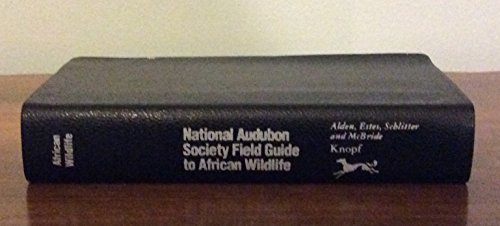 African
Wildlife
National Audubon
Society Field Guide
to African Wildlife
Alden, Estes, Schlitter
and McBride
Knopf